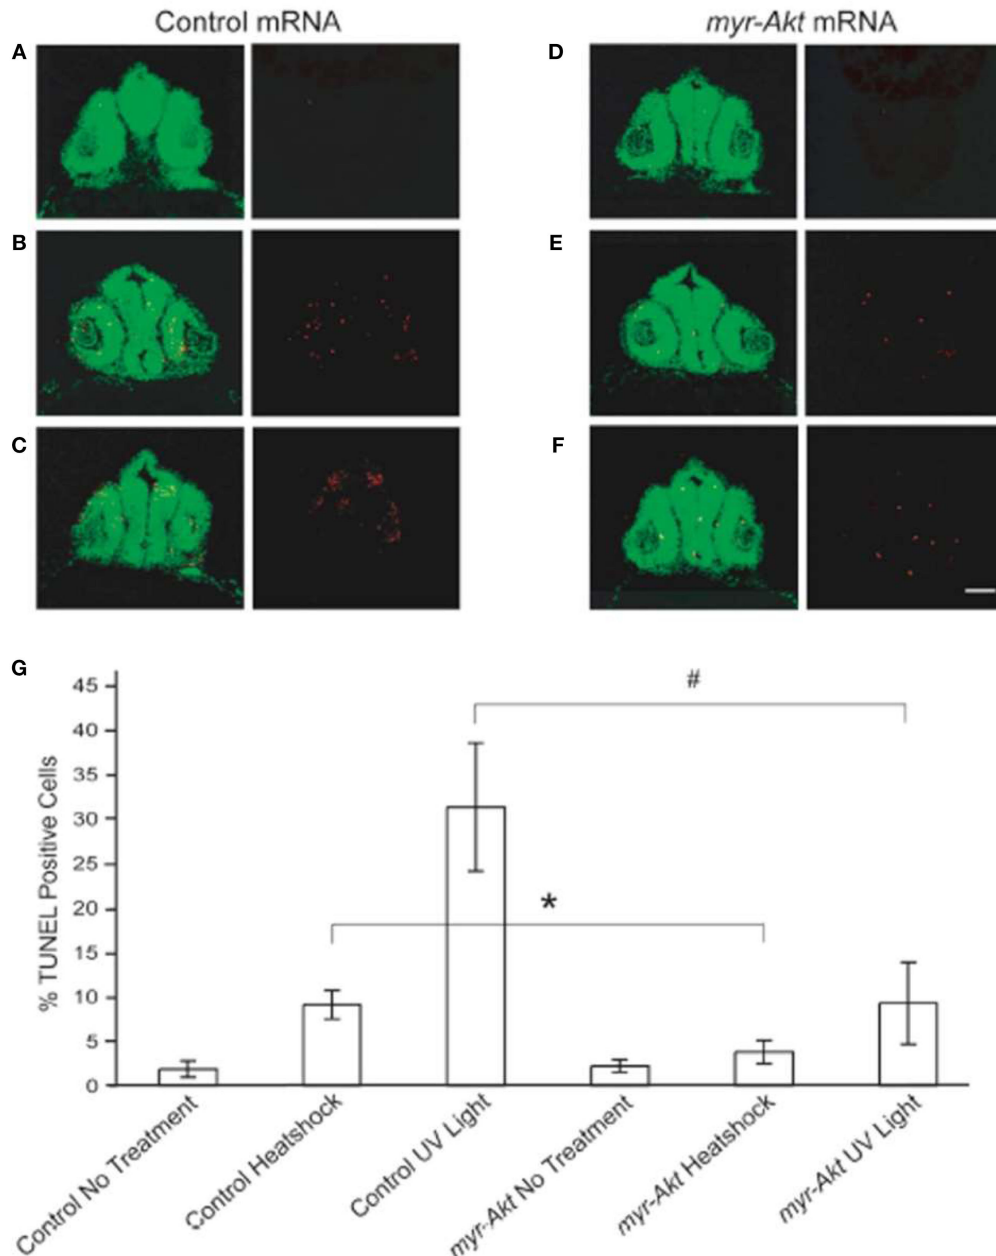 Control mRNA
myr-Akt mRNA
A
D
B
E
C
F
G
#
*
% TUNEL Positive Cells
45
40
35
30
25
20
15
10
5
0
Control No Treatment
Control Heatshock
Control UV Light
myr-Akt No Treatment
myr-Akt Heatshock
myr-Akt UV Light